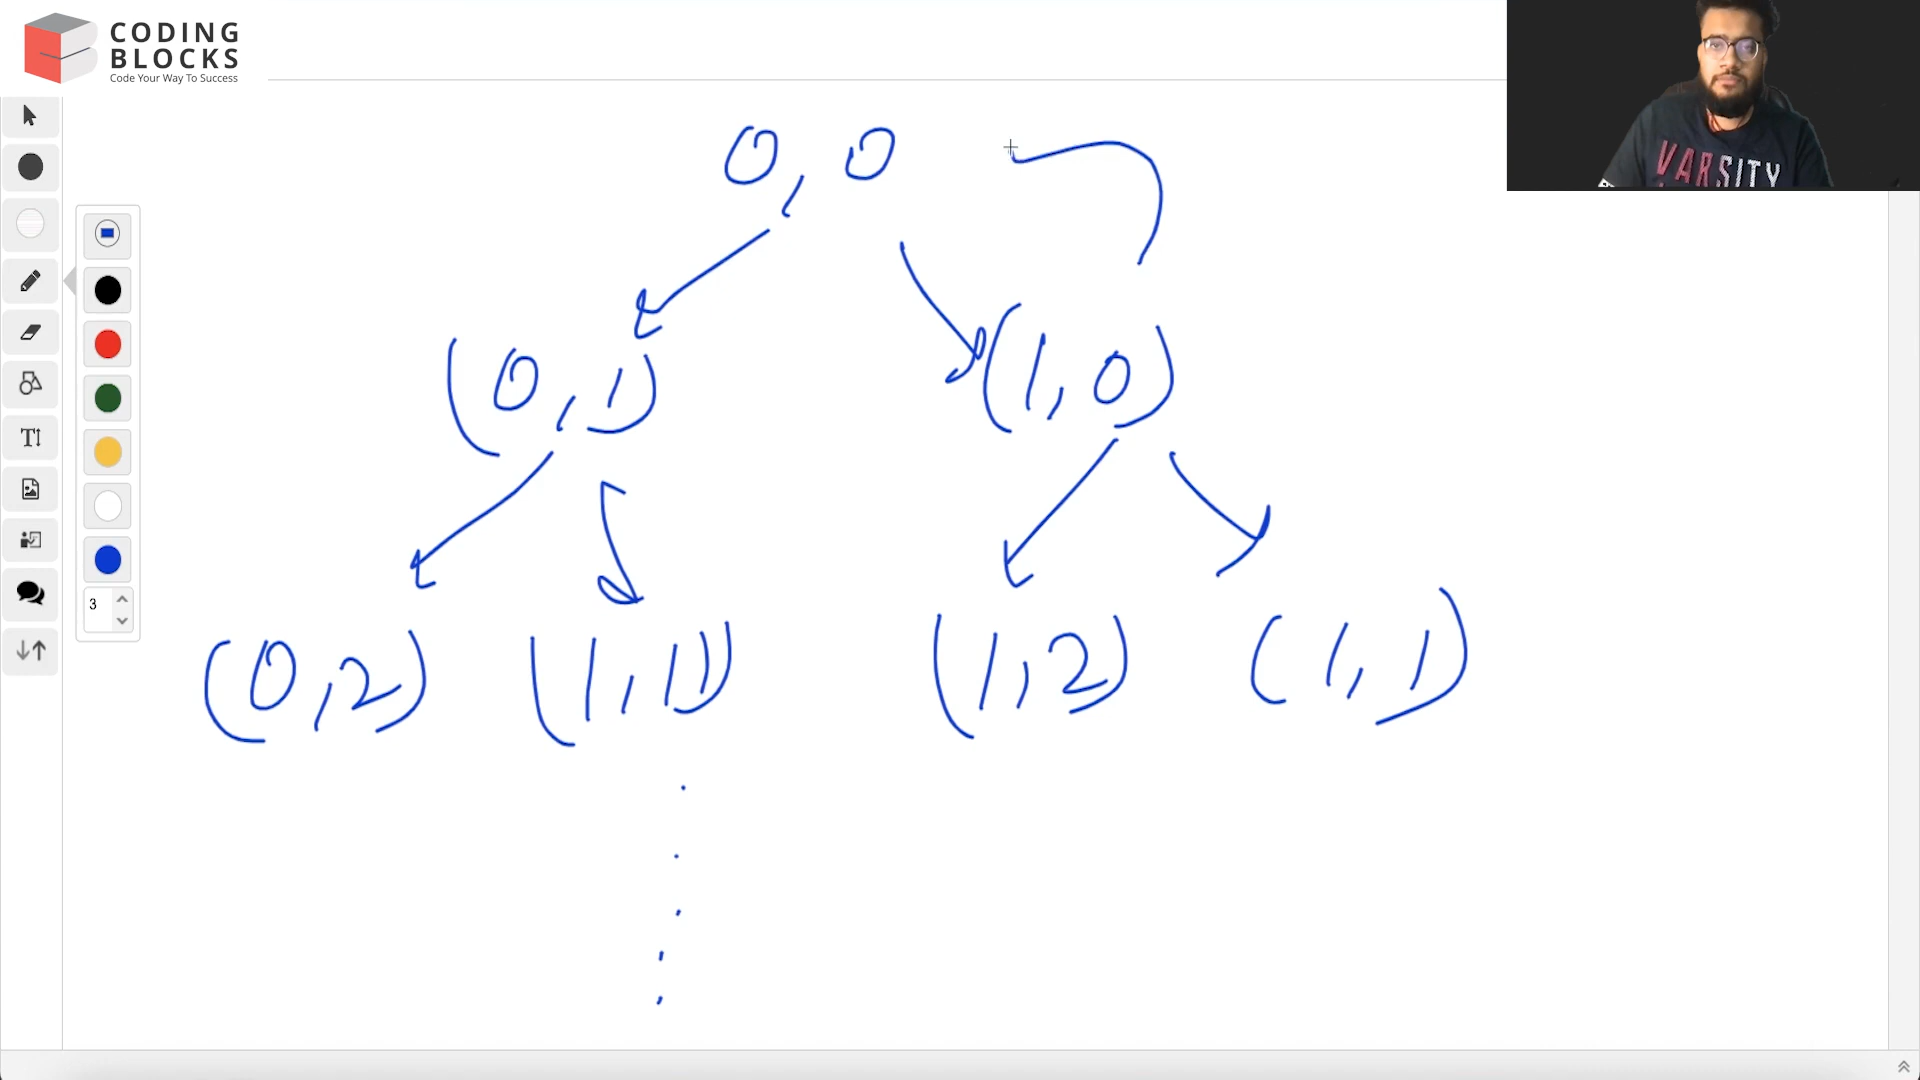 CODING
BLOCKS
Code Your Way To Success
VARSITY
0, 0
(0,1) (1,0)
(0,2) (1,1) (1,2) (1,1)
T
3